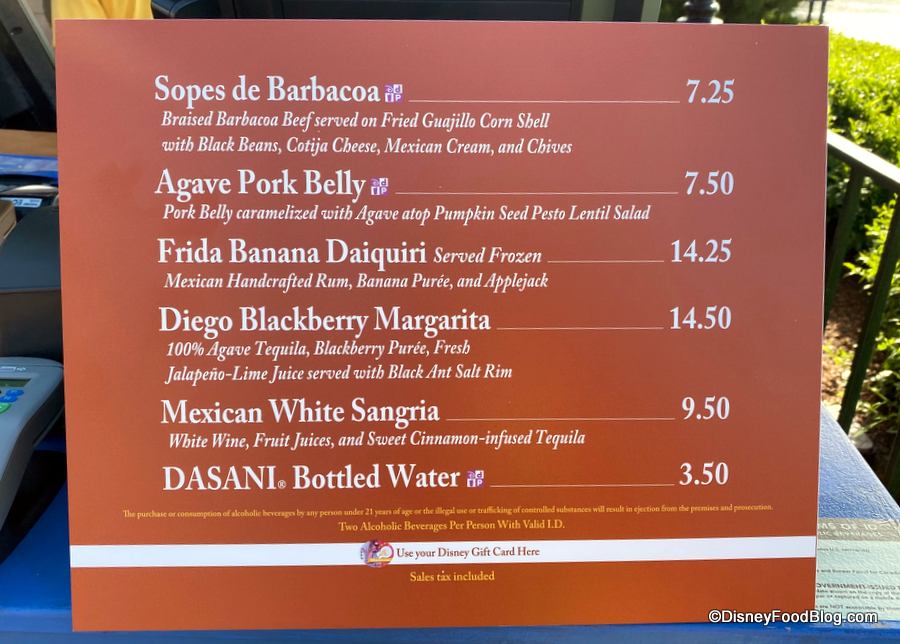 Sopes de Barbacoa 7.25
Braised Barbacoa Beef served on Fried Guajillo Corn Shell
with Black Beans, Cotija Cheese, Mexican Cream, and Chives
Agave Pork Belly 7.50
Pork Belly caramelized with Agave atop Pumpkin Seed Pesto Lentil Salad
Frida Banana Daiquiri Served Frozen 14.25
Mexican Handcrafted Rum, Banana Purée, and Applejack
Diego Blackberry Margarita 14.50
100% Agave Tequila, Blackberry Purée, Fresh
Jalapeño-Lime Juice served with Black Ant Salt Rim
Mexican White Sangria 9.50
White Wine, Fruit Juices, and Sweet Cinnamon-infused Tequila
DASANI® Bottled Water 3.50
The purchase or consumption of alcoholic beverages by any person under 21 years of age or the illegal use or trafficking of controlled substances will result in ejection from the premises and prosecution.
Two Alcoholic Beverages Per Person With Valid I.D.
Use your Disney Gift Card Here
Sales tax included
©DisneyFoodBlog.com